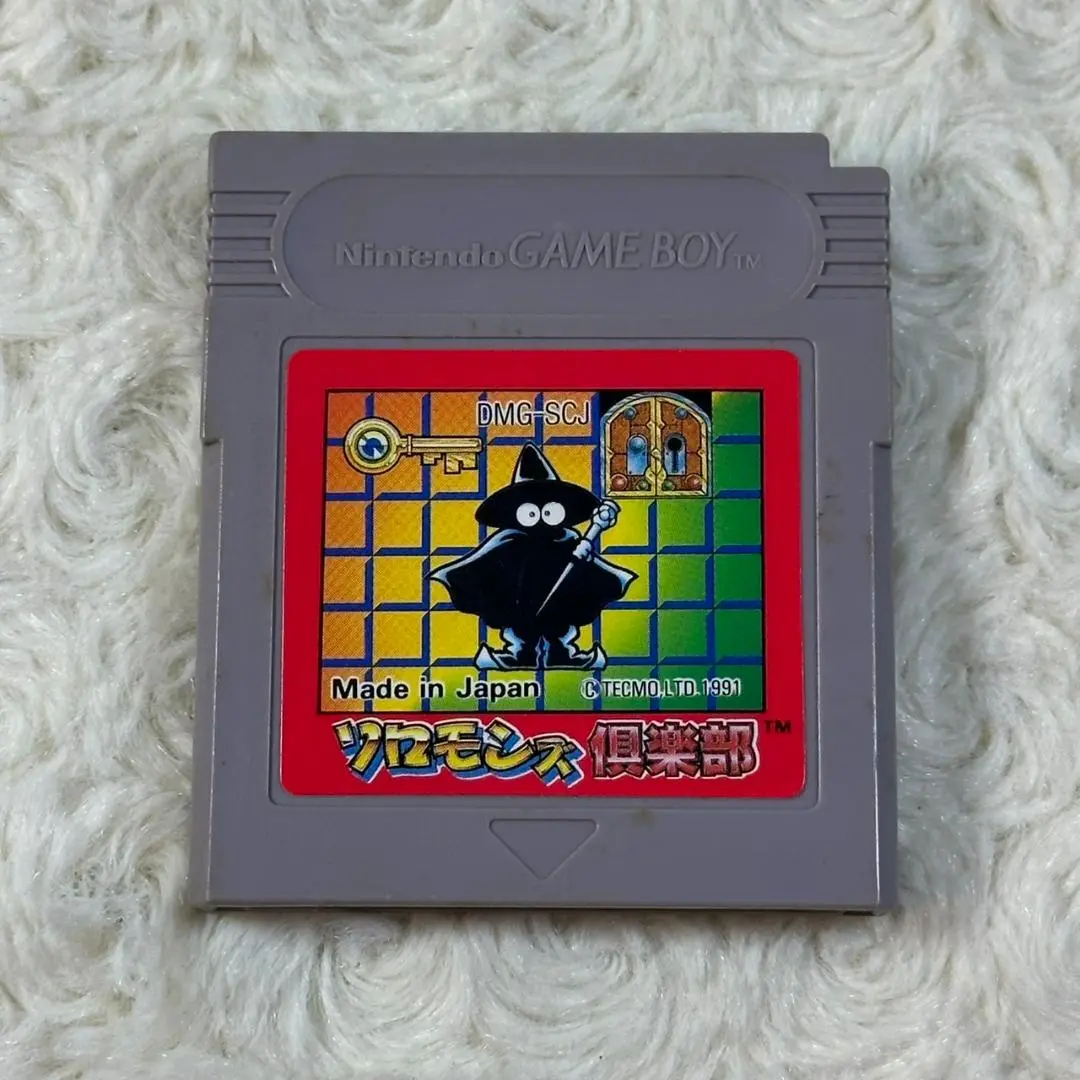 Nintendo GAME BOY TM
DMG-SCJ
Made in Japan © TECMO,LTD.1991
ソロモンズ倶楽部 TM